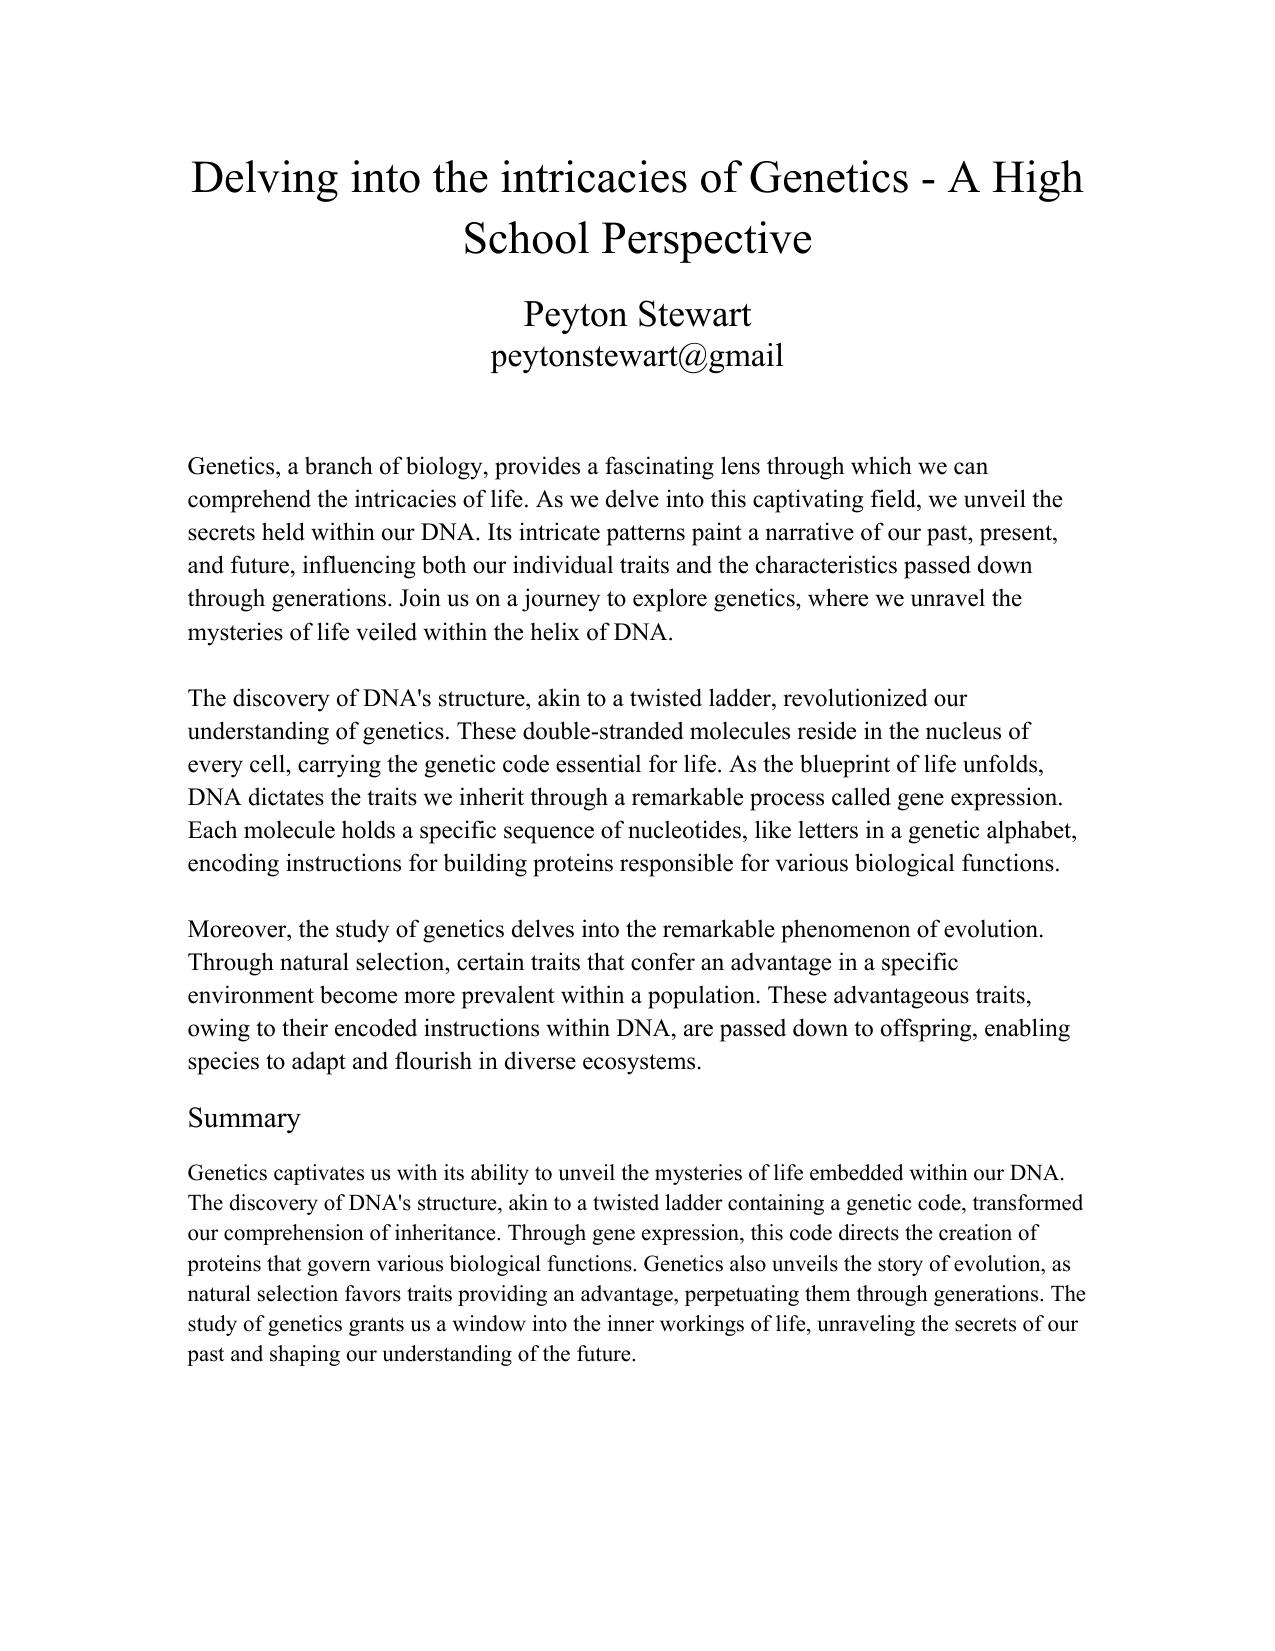 Delving into the intricacies of Genetics - A High
School Perspective
Peyton Stewart
peytonstewart@gmail
Genetics, a branch of biology, provides a fascinating lens through which we can
comprehend the intricacies of life. As we delve into this captivating field, we unveil the
secrets held within our DNA. Its intricate patterns paint a narrative of our past, present,
and future, influencing both our individual traits and the characteristics passed down
through generations. Join us on a journey to explore genetics, where we unravel the
mysteries of life veiled within the helix of DNA.
The discovery of DNA's structure, akin to a twisted ladder, revolutionized our
understanding of genetics. These double-stranded molecules reside in the nucleus of
every cell, carrying the genetic code essential for life. As the blueprint of life unfolds,
DNA dictates the traits we inherit through a remarkable process called gene expression.
Each molecule holds a specific sequence of nucleotides, like letters in a genetic alphabet,
encoding instructions for building proteins responsible for various biological functions.
Moreover, the study of genetics delves into the remarkable phenomenon of evolution.
Through natural selection, certain traits that confer an advantage in a specific
environment become more prevalent within a population. These advantageous traits,
owing to their encoded instructions within DNA, are passed down to offspring, enabling
species to adapt and flourish in diverse ecosystems.
Summary
Genetics captivates us with its ability to unveil the mysteries of life embedded within our DNA.
The discovery of DNA's structure, akin to a twisted ladder containing a genetic code, transformed
our comprehension of inheritance. Through gene expression, this code directs the creation of
proteins that govern various biological functions. Genetics also unveils the story of evolution, as
natural selection favors traits providing an advantage, perpetuating them through generations. The
study of genetics grants us a window into the inner workings of life, unraveling the secrets of our
past and shaping our understanding of the future.